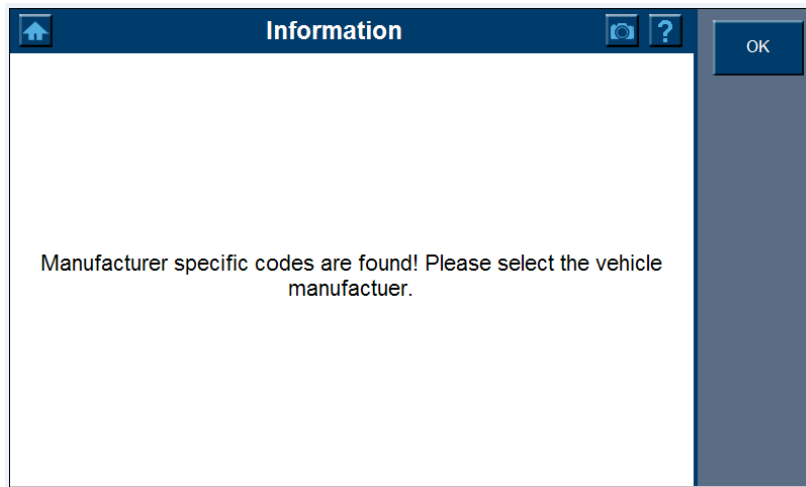 Information
?
OK
Manufacturer specific codes are found! Please select the vehicle
manufactuer.